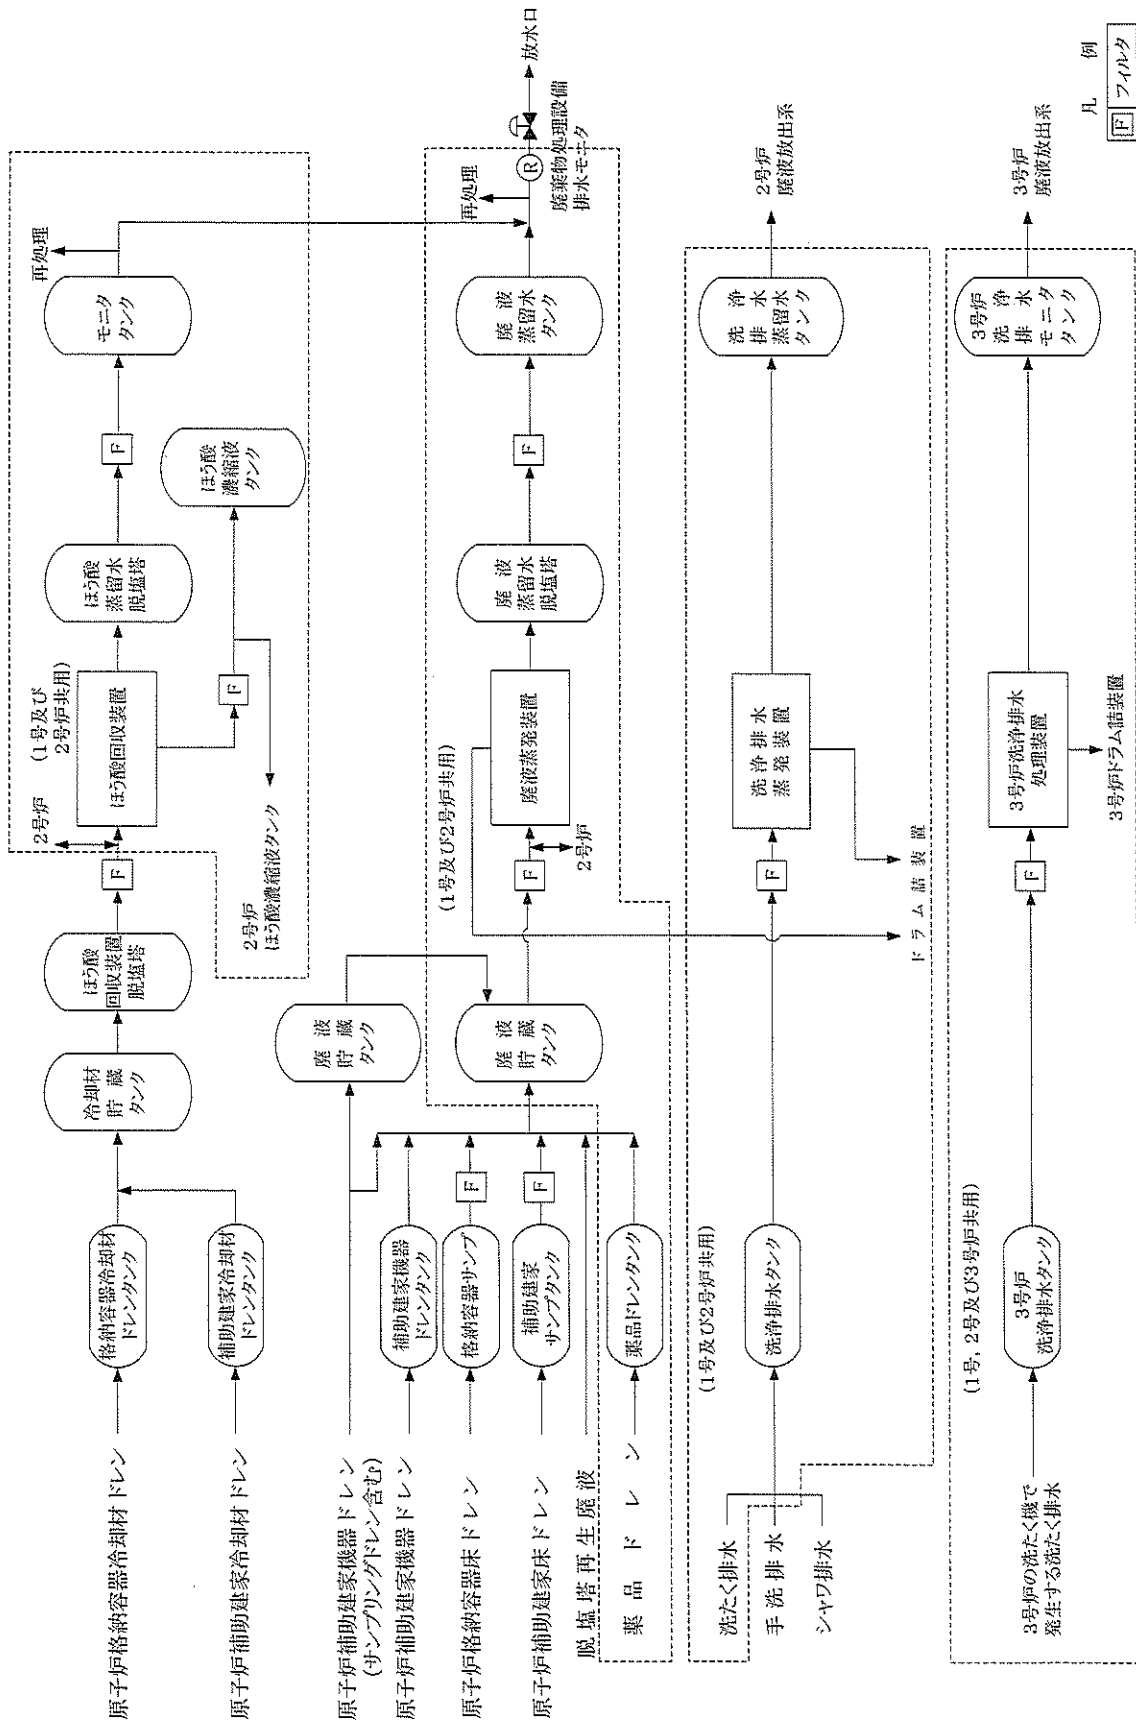 原子炉格納容器冷却材ドレン
格納容器冷却材
ドレンタンク
冷却材
貯蔵
タンク
ほう酸
回収装置
脱塩塔
F
2号炉
(1号及び
2号炉共用)
ほう酸回収装置
ほう酸
蒸留水
脱塩塔
F
モニタ
タンク
再処理
原子炉補助建家冷却材ドレン
補助建家冷却材
ドレンタンク
F
ほう酸
濃縮液
タンク
2号炉
ほう酸濃縮液タンク
原子炉補助建家機器ドレン
(サンプリングドレン含む)
廃液
貯蔵
タンク
原子炉補助建家機器ドレン
補助建家機器
ドレンタンク
原子炉格納容器床ドレン
格納容器サンプ
F
原子炉補助建家床ドレン
補助建家
サンプタンク
F
脱塩塔再生廃液
薬品ドレン
薬品ドレンタンク
廃液
貯蔵
タンク
F
2号炉
(1号及び2号炉共用)
廃液蒸発装置
廃液
蒸留水
脱塩塔
F
廃液
蒸留水
タンク
再処理
R
廃棄物処理設備
排水モニタ
放水口
(1号及び2号炉共用)
洗たく排水
手洗排水
シャワ排水
洗浄排水タンク
F
洗浄排水
蒸発装置
ドラム詰装置
洗浄
排水
蒸留水
タンク
2号炉
廃液放出系
(1号,2号及び3号炉共用)
3号炉の洗たく機で
発生する洗たく排水
3号炉
洗浄排水タンク
F
3号炉洗浄排水
処理装置
3号炉ドラム詰装置
3号炉
洗浄
排水
モニタ
タンク
3号炉
廃液放出系
凡例
F フィルタ